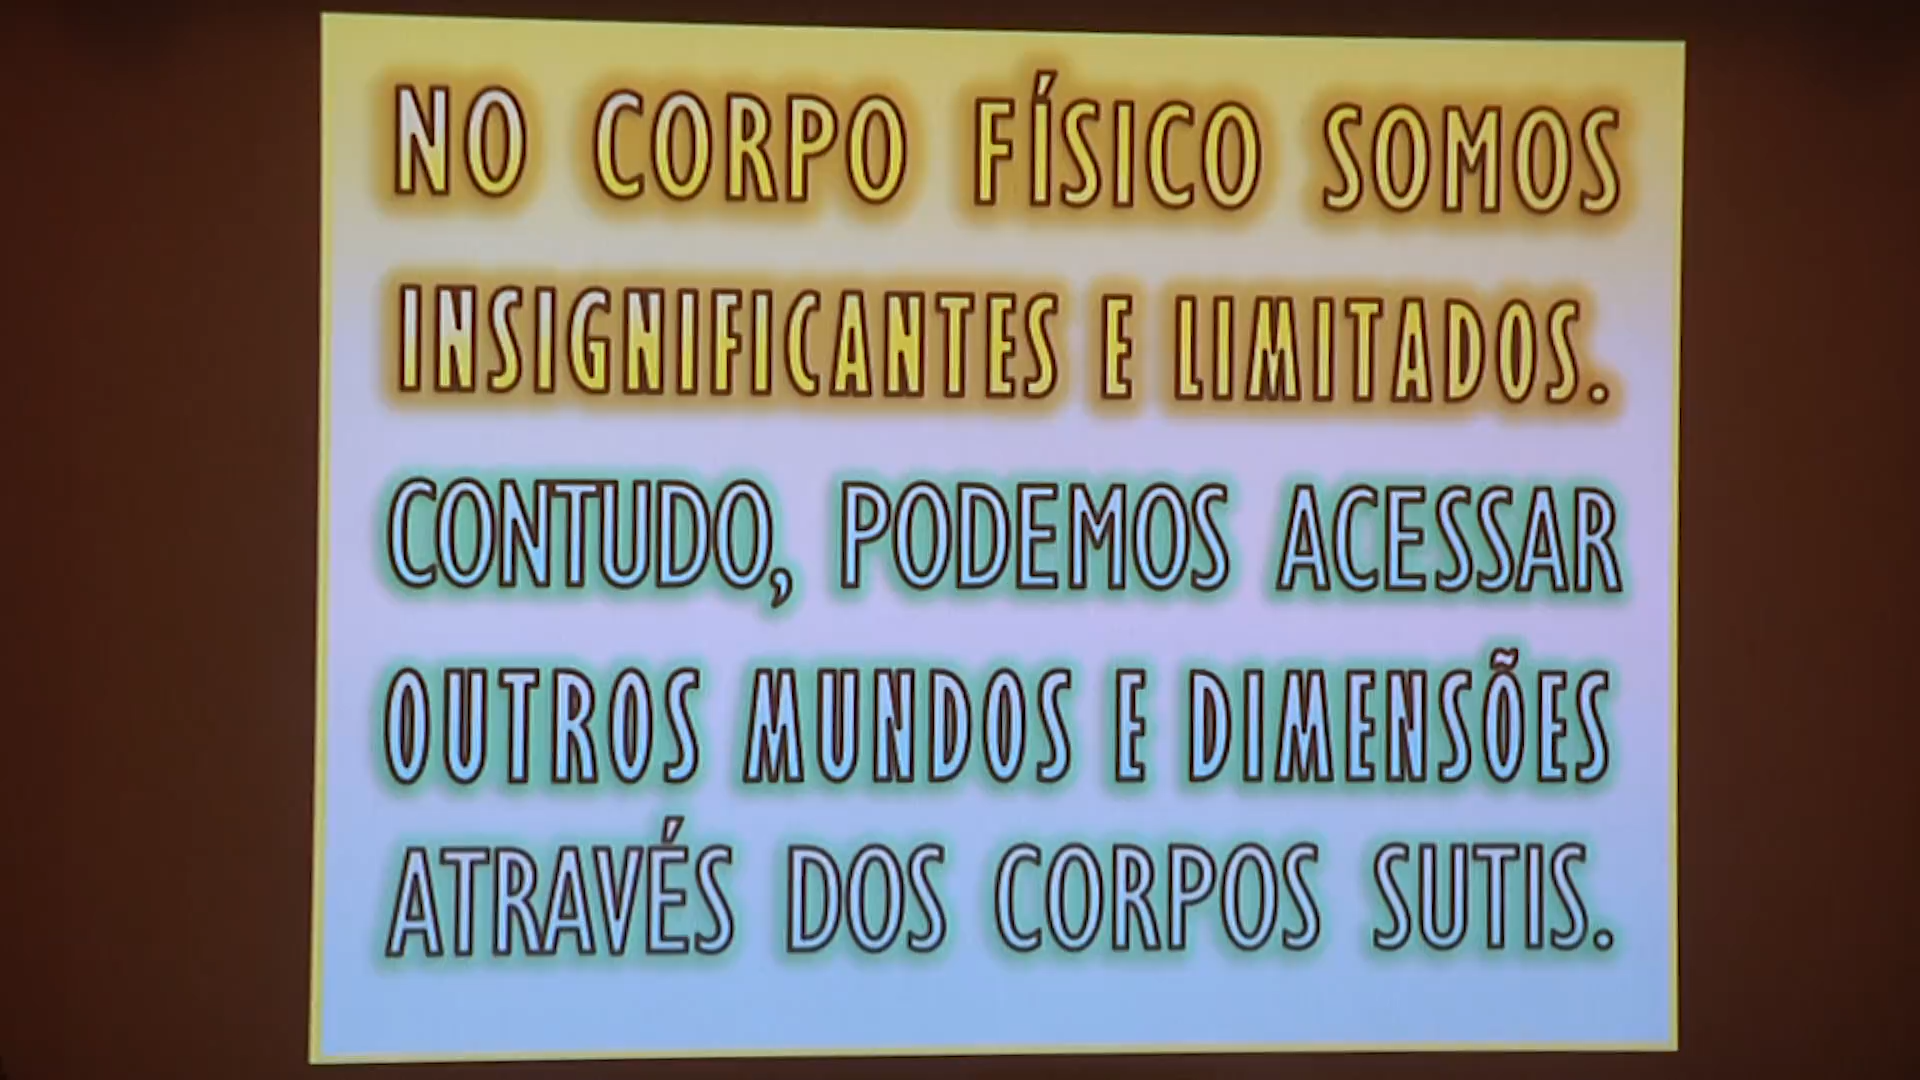 NO CORPO FÍSICO SOMOS
INSIGNIFICANTES E LIMITADOS.
CONTUDO, PODEMOS ACESSAR
OUTROS MUNDOS E DIMENSÕES
ATRAVÉS DOS CORPOS SUTIS.